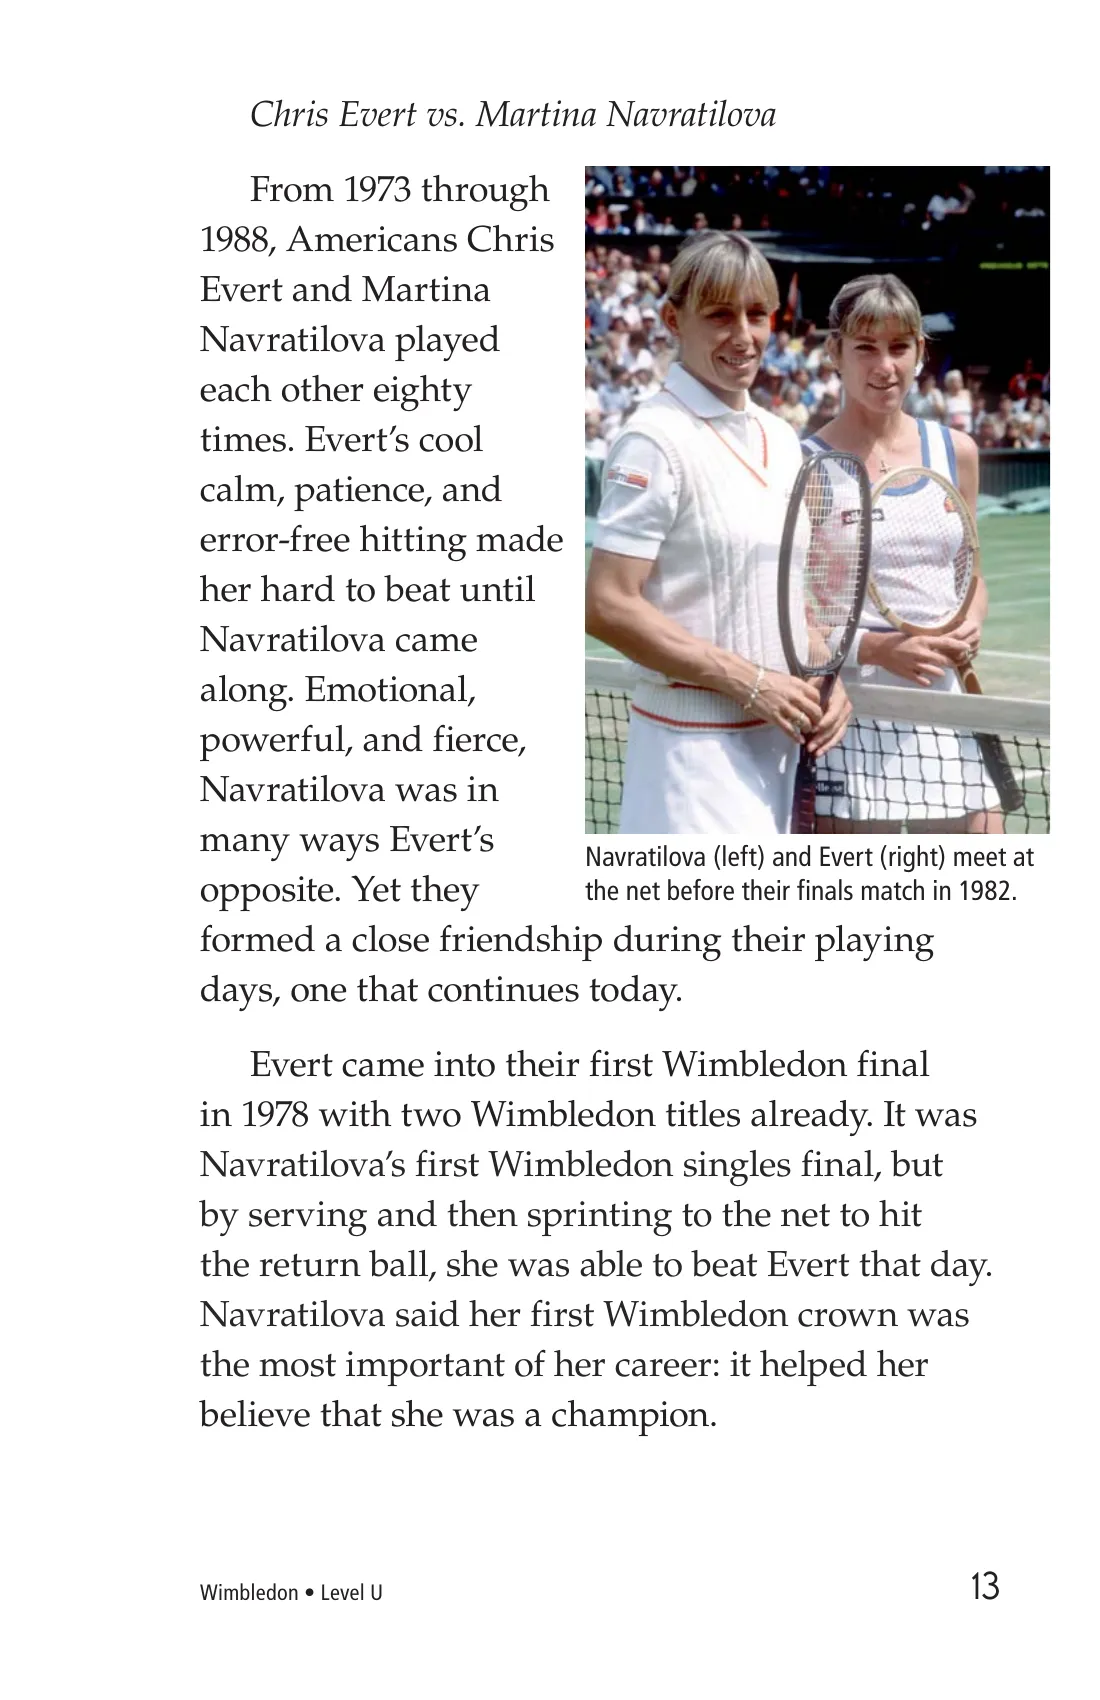 Chris Evert vs. Martina Navratilova
From 1973 through
1988, Americans Chris
Evert and Martina
Navratilova played
each other eighty
times. Evert’s cool
calm, patience, and
error-free hitting made
her hard to beat until
Navratilova came
along. Emotional,
powerful, and fierce,
Navratilova was in
many ways Evert’s
opposite. Yet they
formed a close friendship during their playing
days, one that continues today.
Navratilova (left) and Evert (right) meet at
the net before their finals match in 1982.
Evert came into their first Wimbledon final
in 1978 with two Wimbledon titles already. It was
Navratilova’s first Wimbledon singles final, but
by serving and then sprinting to the net to hit
the return ball, she was able to beat Evert that day.
Navratilova said her first Wimbledon crown was
the most important of her career: it helped her
believe that she was a champion.
Wimbledon • Level U
13